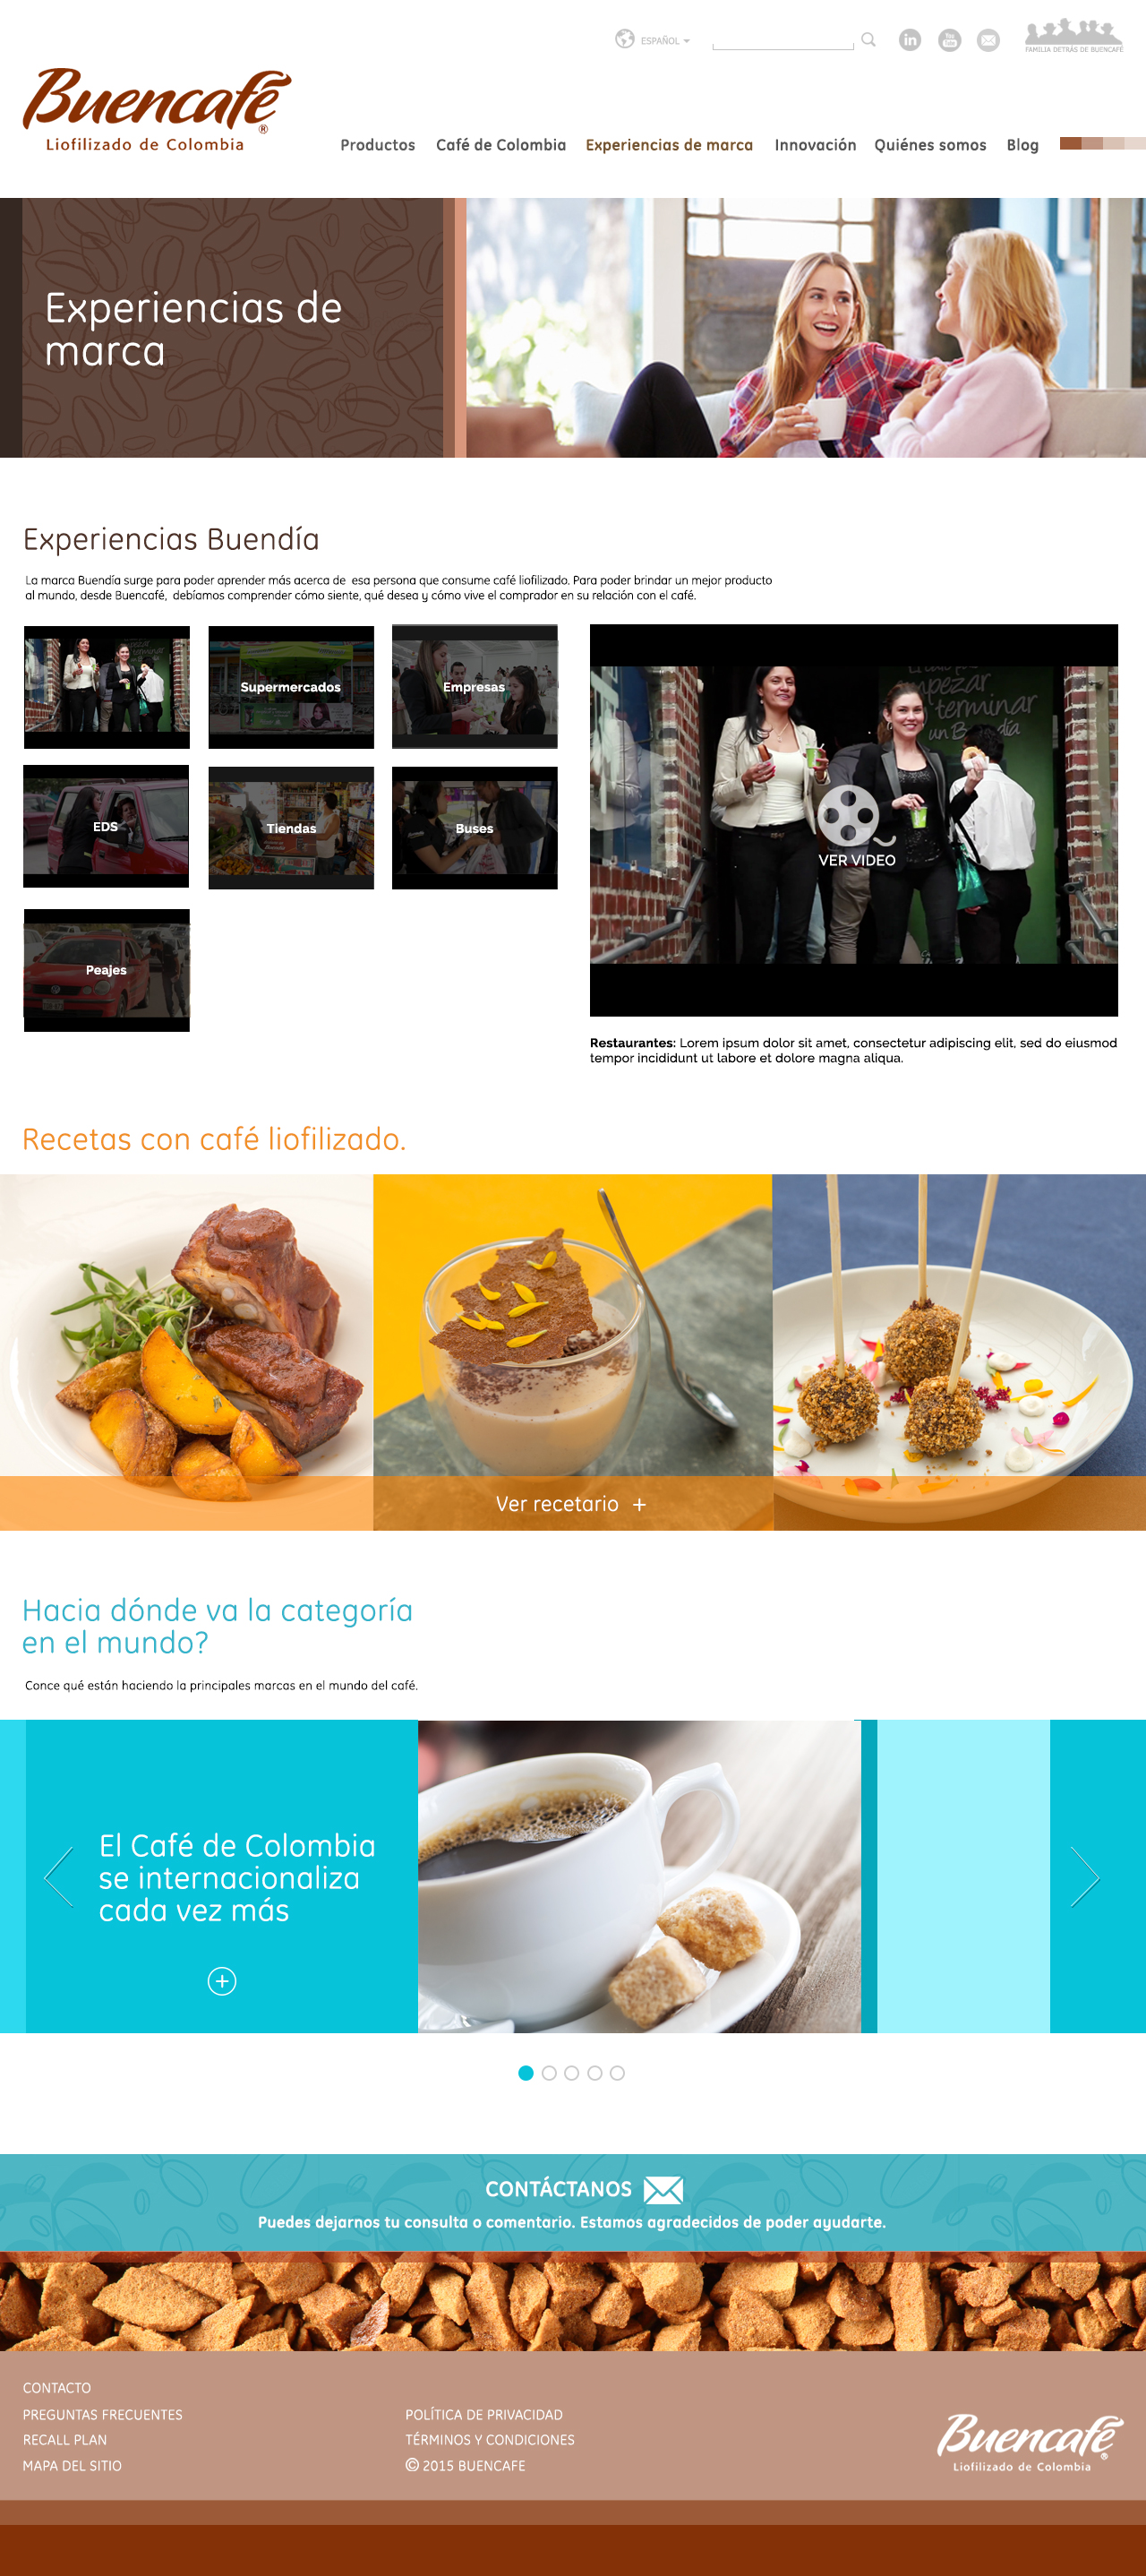 ESPAÑOL
in
You
Tube
FAMILIA DETRÁS DE BUENCAFÉ
Buencafé®
Liofilizado de Colombia
Productos Café de Colombia Experiencias de marca Innovación Quiénes somos Blog
Experiencias de
marca
Experiencias Buendía
La marca Buendía surge para poder aprender más acerca de esa persona que consume café liofilizado. Para poder brindar un mejor producto
al mundo, desde Buencafé, debíamos comprender cómo siente, qué desea y cómo vive el comprador en su relación con el café.
Supermercados
Empresas
EDS
Tiendas
Buses
Peajes
empezar
terminar
un BuenDía
VER VIDEO
Restaurantes: Lorem ipsum dolor sit amet, consectetur adipiscing elit, sed do eiusmod
tempor incididunt ut labore et dolore magna aliqua.
Recetas con café liofilizado.
Ver recetario +
Hacia dónde va la categoría
en el mundo?
Conce qué están haciendo la principales marcas en el mundo del café.
El Café de Colombia
se internacionaliza
cada vez más
CONTÁCTANOS
Puedes dejarnos tu consulta o comentario. Estamos agradecidos de poder ayudarte.
CONTACTO
PREGUNTAS FRECUENTES
RECALL PLAN
MAPA DEL SITIO
POLÍTICA DE PRIVACIDAD
TÉRMINOS Y CONDICIONES
© 2015 BUENCAFE
Buencafé®
Liofilizado de Colombia